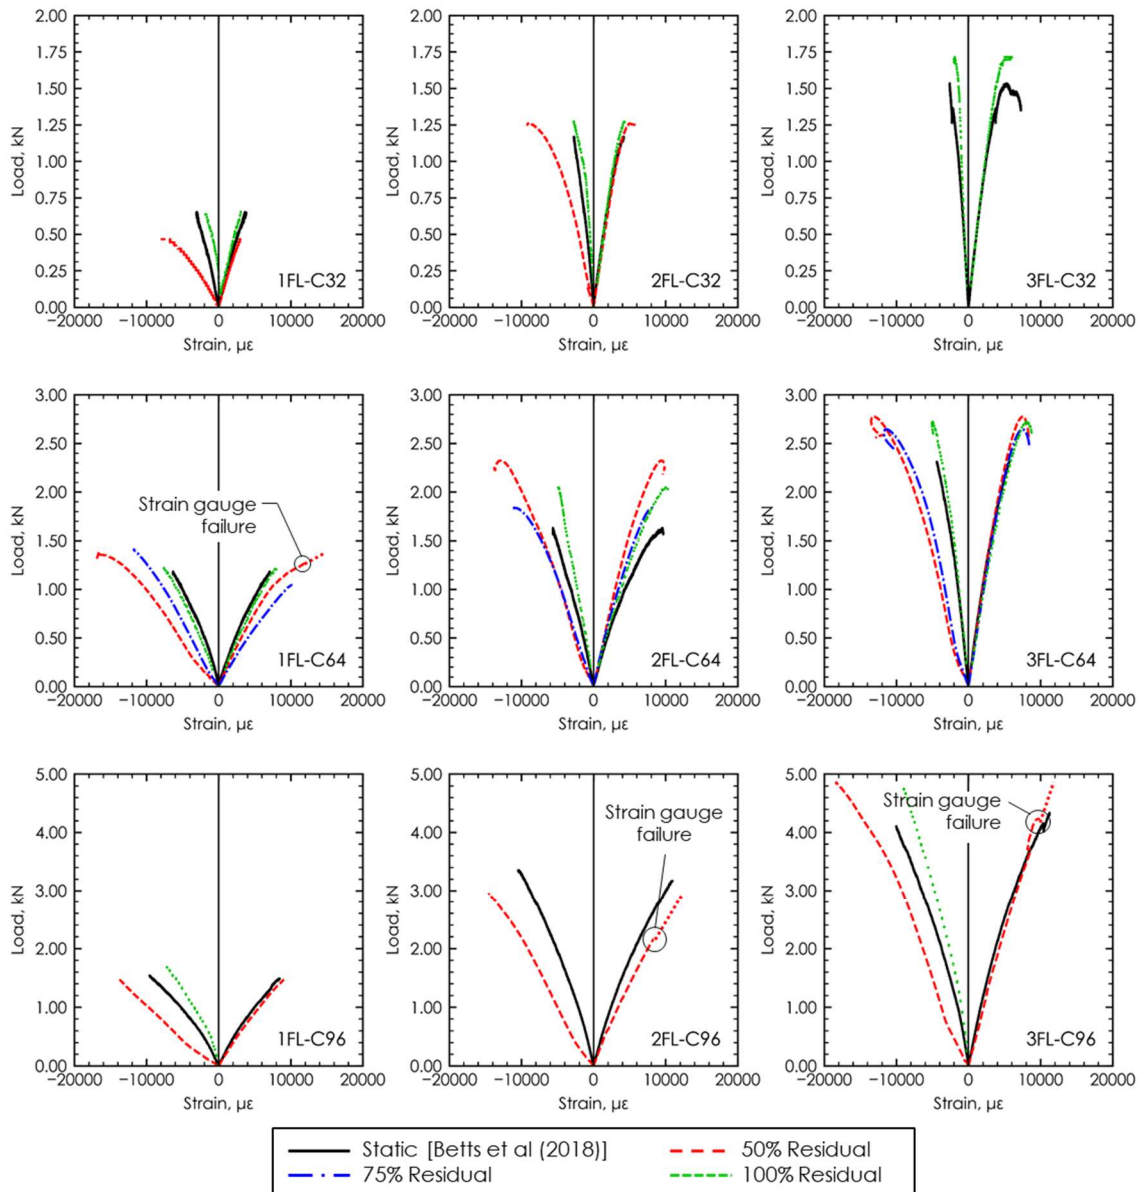 2.00
1.75
1.50
1.25
1.00
0.75
0.50
0.25
0.00
Load, kN
−20000 −10000 0 10000 20000
Strain, µε
1FL-C32
2.00
1.75
1.50
1.25
1.00
0.75
0.50
0.25
0.00
Load, kN
−20000 −10000 0 10000 20000
Strain, µε
2FL-C32
2.00
1.75
1.50
1.25
1.00
0.75
0.50
0.25
0.00
Load, kN
−20000 −10000 0 10000 20000
Strain, µε
3FL-C32
3.00
2.50
2.00
1.50
1.00
0.50
0.00
Load, kN
Strain gauge
failure
−20000 −10000 0 10000 20000
Strain, µε
1FL-C64
3.00
2.50
2.00
1.50
1.00
0.50
0.00
Load, kN
−20000 −10000 0 10000 20000
Strain, µε
2FL-C64
3.00
2.50
2.00
1.50
1.00
0.50
0.00
Load, kN
−20000 −10000 0 10000 20000
Strain, µε
3FL-C64
5.00
4.00
3.00
2.00
1.00
0.00
Load, kN
−20000 −10000 0 10000 20000
Strain, µε
1FL-C96
5.00
4.00
3.00
2.00
1.00
0.00
Load, kN
Strain gauge
failure
−20000 −10000 0 10000 20000
Strain, µε
2FL-C96
5.00
4.00
3.00
2.00
1.00
0.00
Load, kN
Strain gauge
failure
−20000 −10000 0 10000 20000
Strain, µε
3FL-C96
Static [Betts et al (2018)]
50% Residual
75% Residual
100% Residual